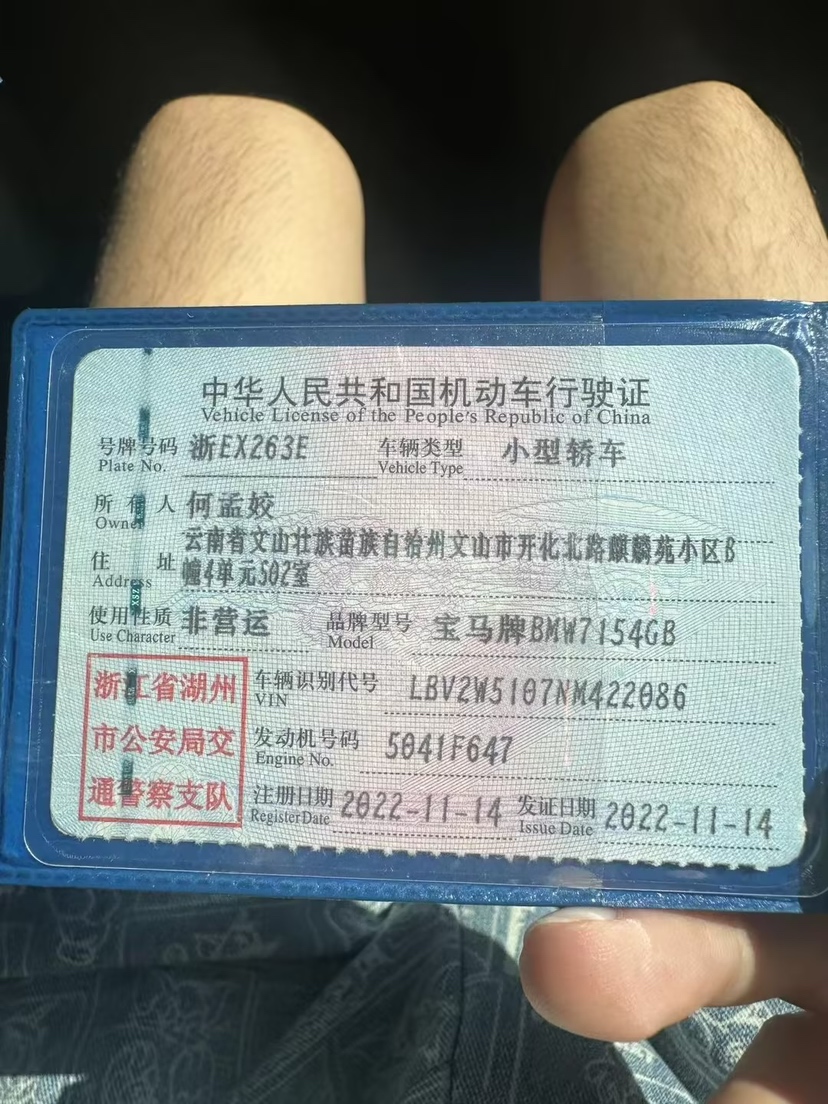 中华人民共和国机动车行驶证
Vehicle License of the People's Republic of China
号牌号码 浙EX263E 车辆类型 小型轿车
Plate No. Vehicle Type
所有人 何孟姣
Owner
云南省文山壮族苗族自治州文山市开化北路麒麟苑小区B
住址 幢4单元502室
Address
使用性质 非营运 品牌型号 宝马牌BMW7154GB
Use Character Model
浙江省湖州 车辆识别代号 LBV2W5107NM422086
VIN
市公安局交 发动机号码 5041F647
Engine No.
通警察支队 注册日期 2022-11-14 发证日期 2022-11-14
Register Date Issue Date